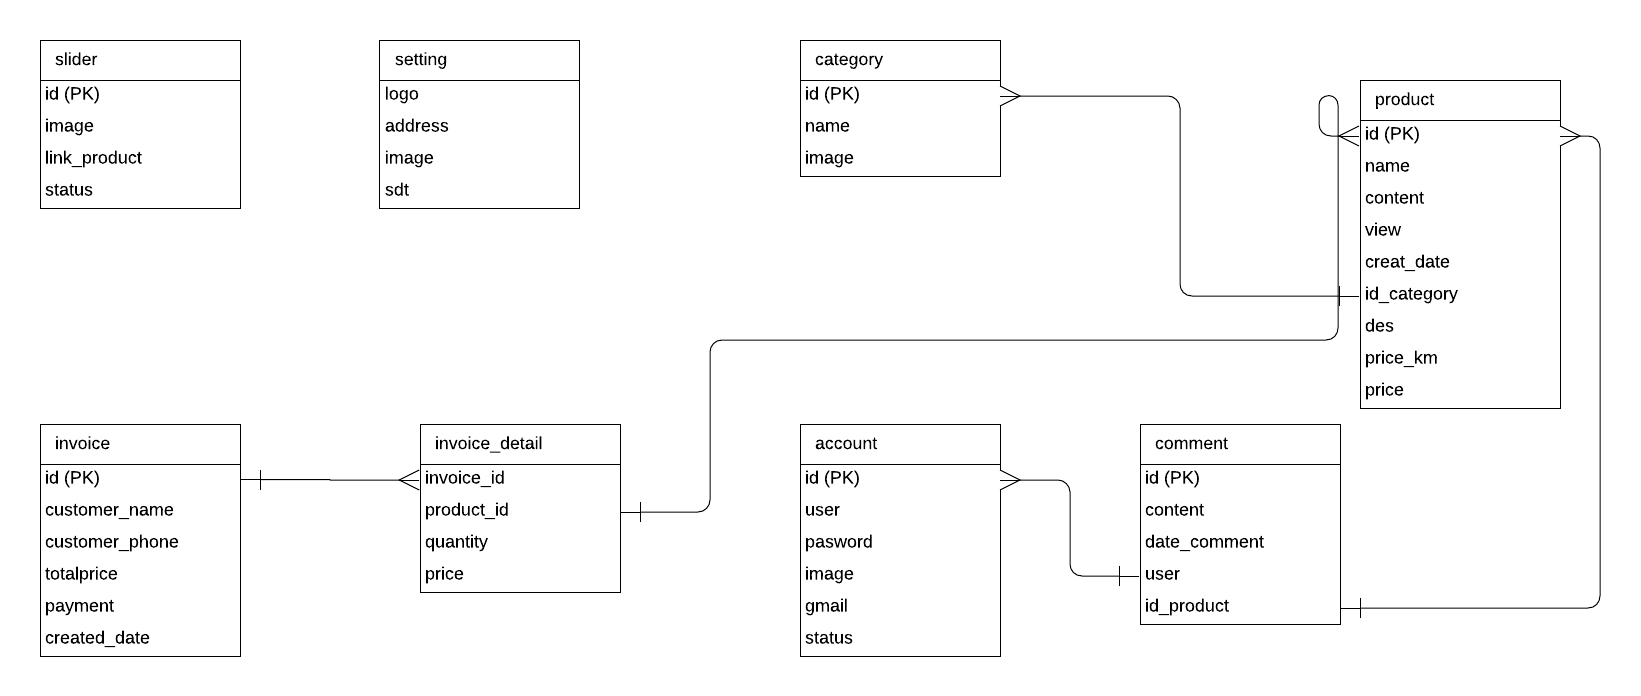 slider
id (PK)
image
link_product
status
setting
logo
address
image
sdt
category
id (PK)
name
image
product
id (PK)
name
content
view
creat_date
id_category
des
price_km
price
invoice
id (PK)
customer_name
customer_phone
totalprice
payment
created_date
invoice_detail
invoice_id
product_id
quantity
price
account
id (PK)
user
pasword
image
gmail
status
comment
id (PK)
content
date_comment
user
id_product